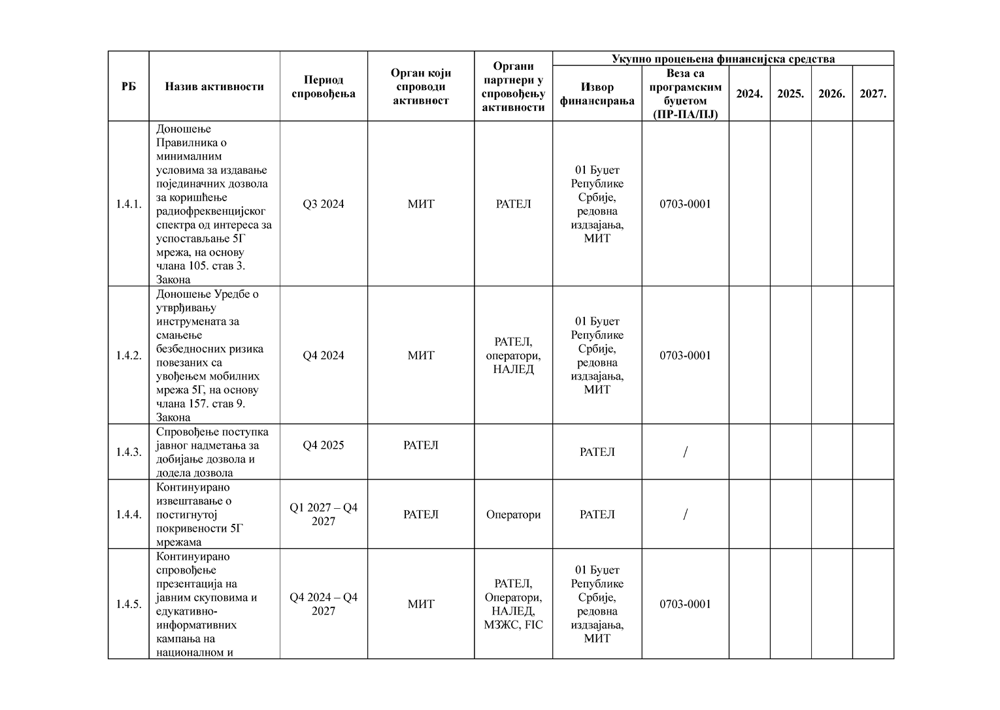 РБ
Назив активности
Период
спровођења
Орган који
спроводи
активност
Органи
партнери у
спровођењу
активности
Укупно процењена финансијска средства
Извор
финансирања
Веза са
програмским
буџетом
(ПР-ПА/ПЈ)
2024.
2025.
2026.
2027.
1.4.1.
Доношење
Правилника о
минималним
условима за издавање
појединачних дозвола
за коришћење
радиофреквенцијског
спектра од интереса за
успостављање 5Г
мрежа, на основу
члана 105. став 3.
Закона
Q3 2024
МИТ
РАТЕЛ
01 Буџет
Републике
Србије,
редовна
издвајања,
МИТ
0703-0001
1.4.2.
Доношење Уредбе о
утврђивању
инструмената за
смањење
безбедносних ризика
повезаних са
увођењем мобилних
мрежа 5Г, на основу
члана 157. став 9.
Закона
Q4 2024
МИТ
РАТЕЛ,
оператори,
НАЛЕД
01 Буџет
Републике
Србије,
редовна
издвајања,
МИТ
0703-0001
1.4.3.
Спровођење поступка
јавног надметања за
добијање дозвола и
додела дозвола
Q4 2025
РАТЕЛ
РАТЕЛ
/
1.4.4.
Континуирано
извештавање о
постигнутој
покривености 5Г
мрежама
Q1 2027 – Q4
2027
РАТЕЛ
Оператори
РАТЕЛ
/
1.4.5.
Континуирано
спровођење
презентација на
јавним скуповима и
едукативно-
информативних
кампања на
националном и
Q4 2024 – Q4
2027
МИТ
РАТЕЛ,
Оператори,
НАЛЕД,
МЗЖС, FIC
01 Буџет
Републике
Србије,
редовна
издвајања,
МИТ
0703-0001